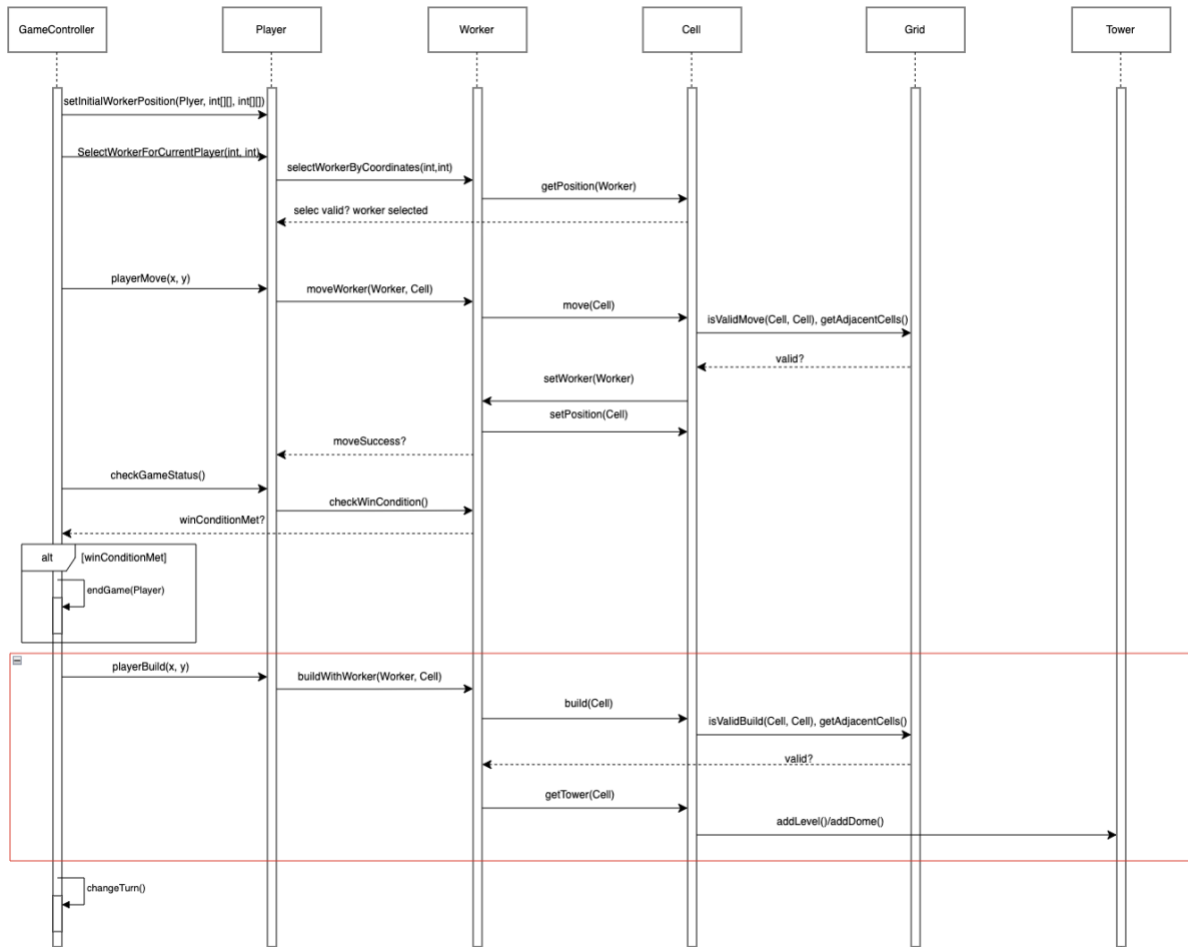 GameController
Player
Worker
Cell
Grid
Tower
setInitialWorkerPosition(Plyer, int[][], int[][])
SelectWorkerForCurrentPlayer(int, int)
selectWorkerByCoordinates(int,int)
getPosition(Worker)
selec valid? worker selected
playerMove(x, y)
moveWorker(Worker, Cell)
move(Cell)
isValidMove(Cell, Cell), getAdjacentCells()
valid?
setWorker(Worker)
setPosition(Cell)
moveSuccess?
checkGameStatus()
checkWinCondition()
winConditionMet?
alt
[winConditionMet]
endGame(Player)
playerBuild(x, y)
buildWithWorker(Worker, Cell)
build(Cell)
isValidBuild(Cell, Cell), getAdjacentCells()
valid?
getTower(Cell)
addLevel()/addDome()
changeTurn()